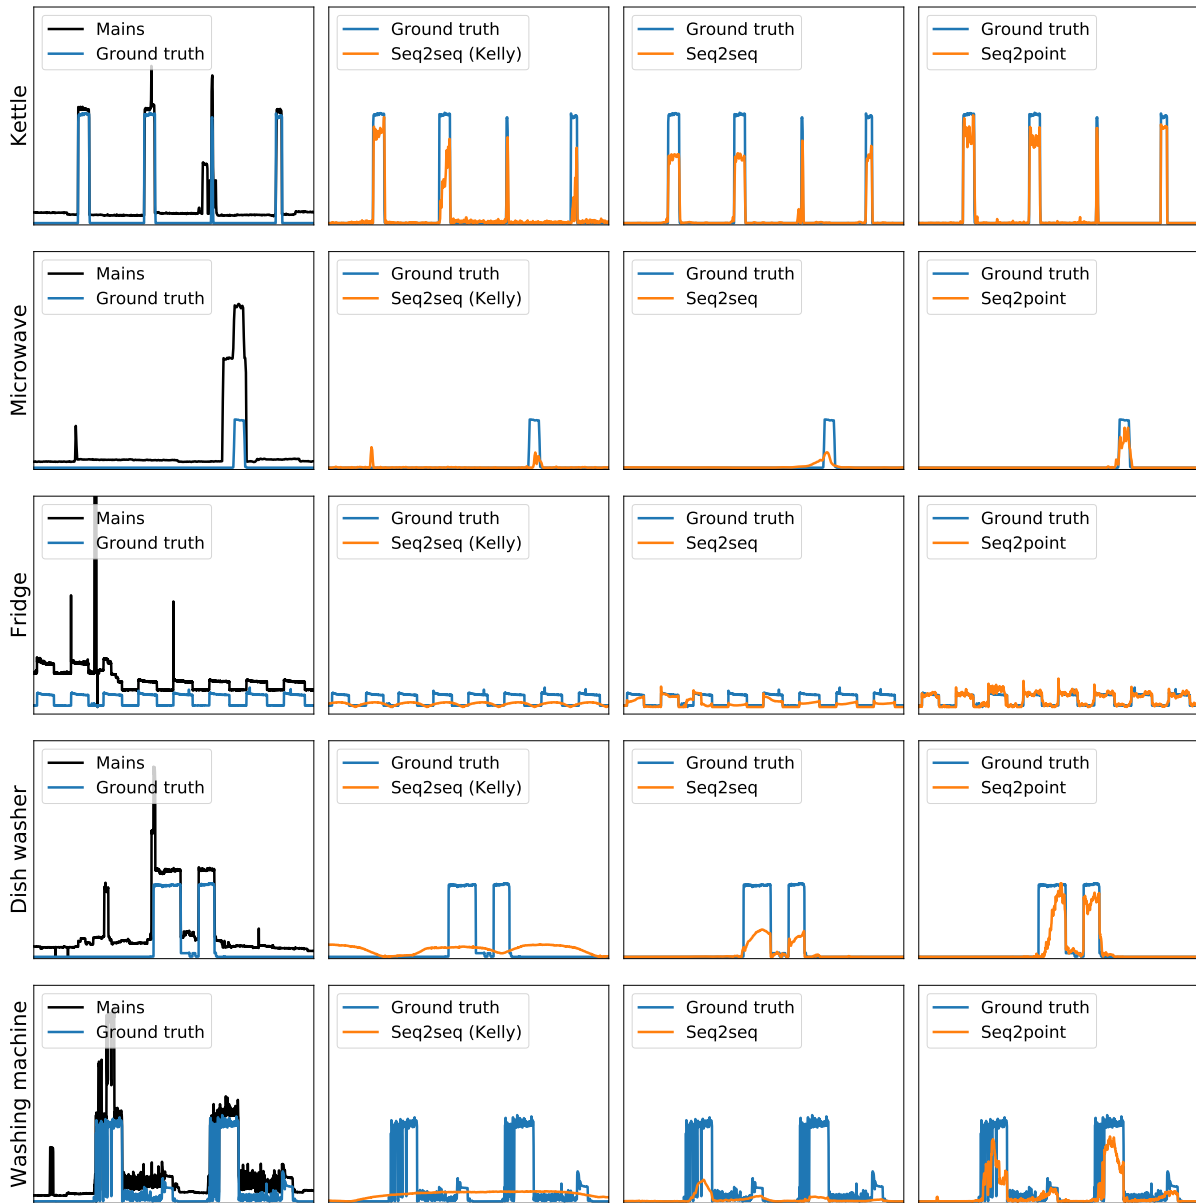 Kettle
Mains
Ground truth
Ground truth
Seq2seq (Kelly)
Ground truth
Seq2seq
Ground truth
Seq2point
Microwave
Mains
Ground truth
Ground truth
Seq2seq (Kelly)
Ground truth
Seq2seq
Ground truth
Seq2point
Fridge
Mains
Ground truth
Ground truth
Seq2seq (Kelly)
Ground truth
Seq2seq
Ground truth
Seq2point
Dish washer
Mains
Ground truth
Ground truth
Seq2seq (Kelly)
Ground truth
Seq2seq
Ground truth
Seq2point
Washing machine
Mains
Ground truth
Ground truth
Seq2seq (Kelly)
Ground truth
Seq2seq
Ground truth
Seq2point